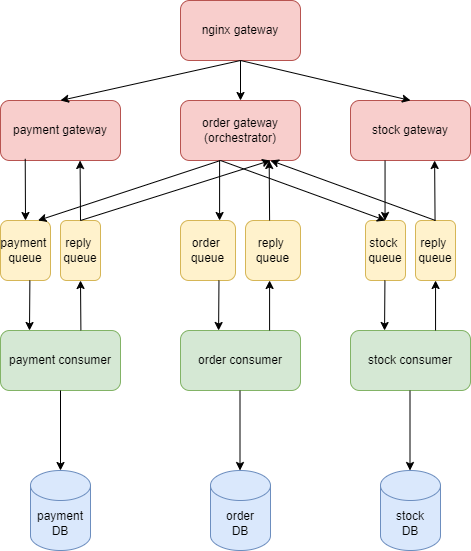 nginx gateway
payment gateway
order gateway
(orchestrator)
stock gateway
payment
queue
reply
queue
order
queue
reply
queue
stock
queue
reply
queue
payment consumer
order consumer
stock consumer
payment
DB
order
DB
stock
DB